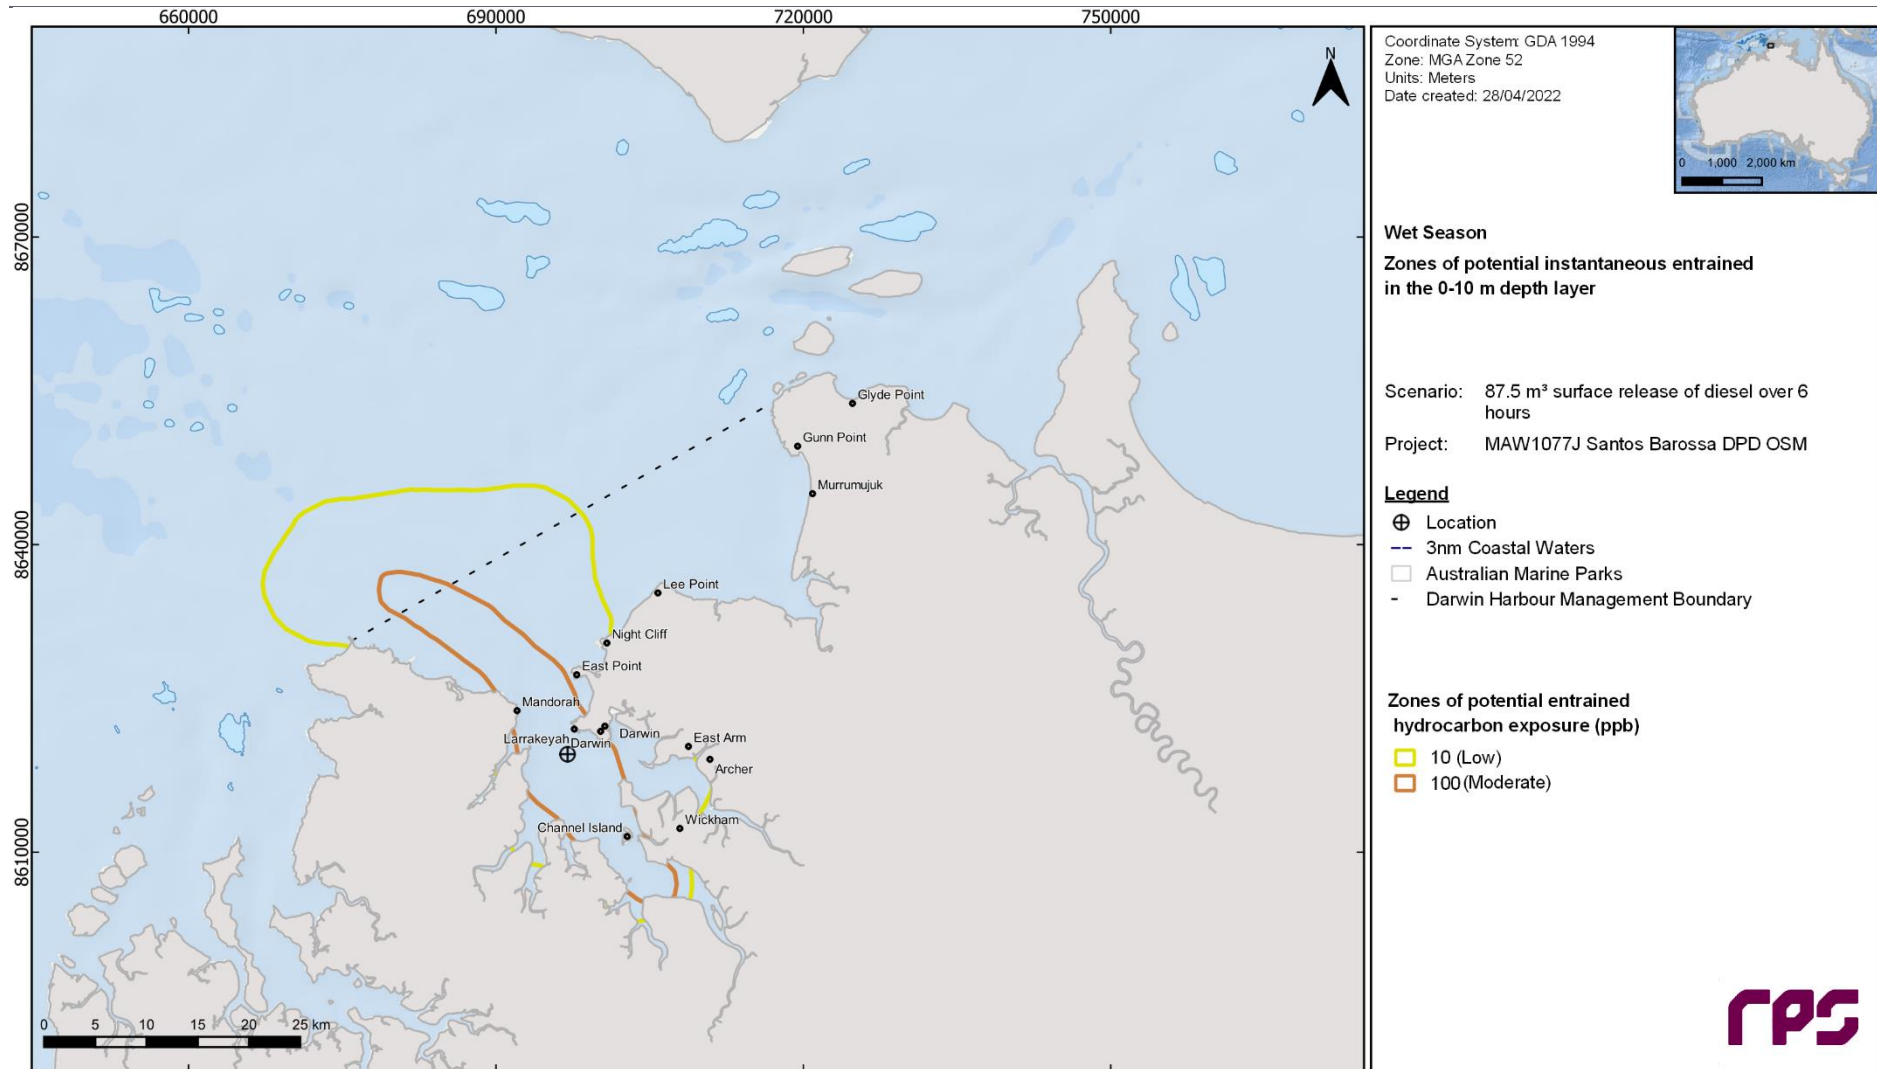 660000
690000
720000
750000
8670000
8640000
8610000
N
Glyde Point
Gunn Point
Murrumujuk
Lee Point
Night Cliff
East Point
Mandorah
Larrakeyah
Darwin
Darwin
East Arm
Archer
Wickham
Channel Island
0 5 10 15 20 25 km
Coordinate System: GDA 1994
Zone: MGA Zone 52
Units: Meters
Date created: 28/04/2022
0 1,000 2,000 km
Wet Season
Zones of potential instantaneous entrained
in the 0-10 m depth layer
Scenario: 87.5 m³ surface release of diesel over 6
hours
Project: MAW1077J Santos Barossa DPD OSM
Legend
Location
3nm Coastal Waters
Australian Marine Parks
Darwin Harbour Management Boundary
Zones of potential entrained
hydrocarbon exposure (ppb)
10 (Low)
100 (Moderate)
rps